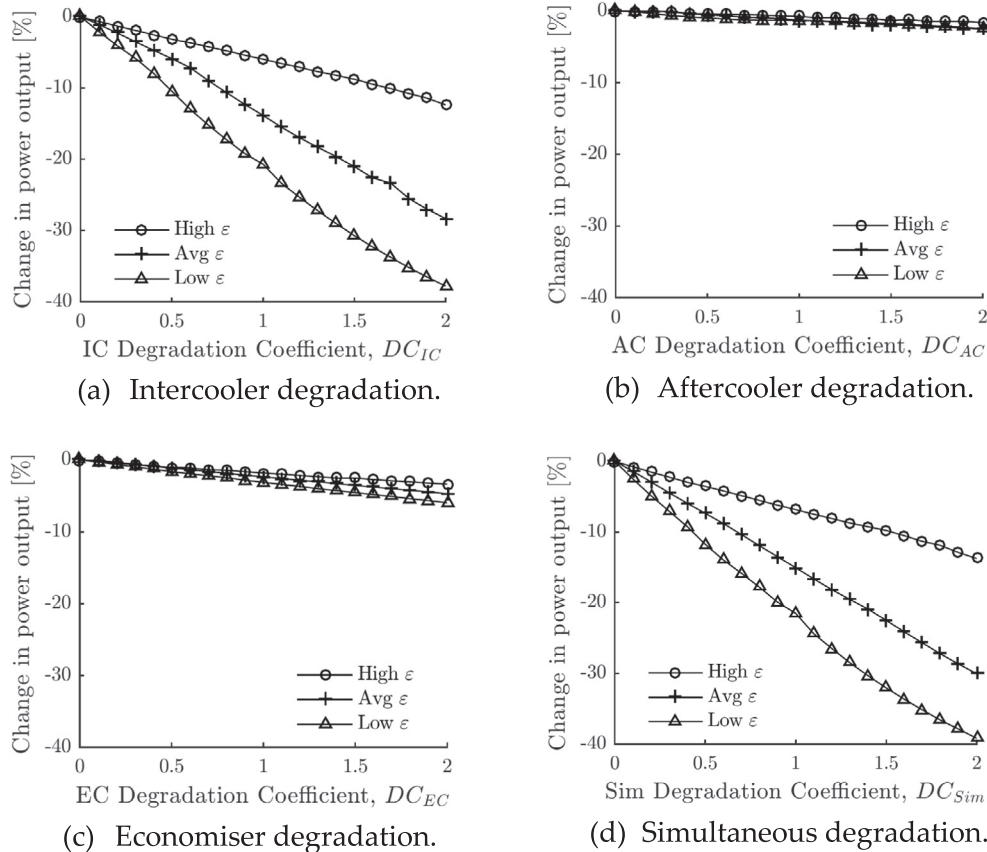 Change in power output [%]
0
-10
-20
-30
-40
High ε
Avg ε
Low ε
0 0.5 1 1.5 2
IC Degradation Coefficient, DC_IC
(a) Intercooler degradation.
Change in power output [%]
0
-10
-20
-30
-40
High ε
Avg ε
Low ε
0 0.5 1 1.5 2
AC Degradation Coefficient, DC_AC
(b) Aftercooler degradation.
Change in power output [%]
0
-10
-20
-30
-40
High ε
Avg ε
Low ε
0 0.5 1 1.5 2
EC Degradation Coefficient, DC_EC
(c) Economiser degradation.
Change in power output [%]
0
-10
-20
-30
-40
High ε
Avg ε
Low ε
0 0.5 1 1.5 2
Sim Degradation Coefficient, DC_Sim
(d) Simultaneous degradation.